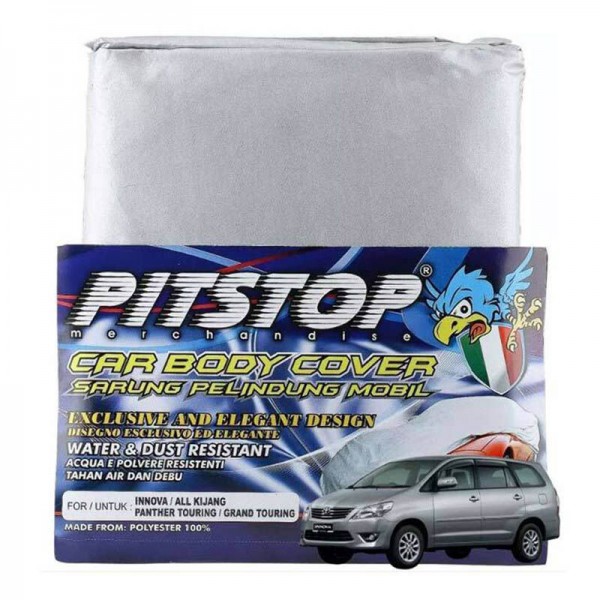 PITSTOP®
merchandise
CAR BODY COVER
SARUNG PELINDUNG MOBIL
EXCLUSIVE AND ELEGANT DESIGN
DISEGNO ESCLUSIVO ED ELEGANTE
WATER & DUST RESISTANT
ACQUA E POLVERE RESISTENTI
TAHAN AIR DAN DEBU
FOR / UNTUK : INNOVA / ALL KIJANG
PANTHER TOURING / GRAND TOURING
MADE FROM: POLYESTER 100%